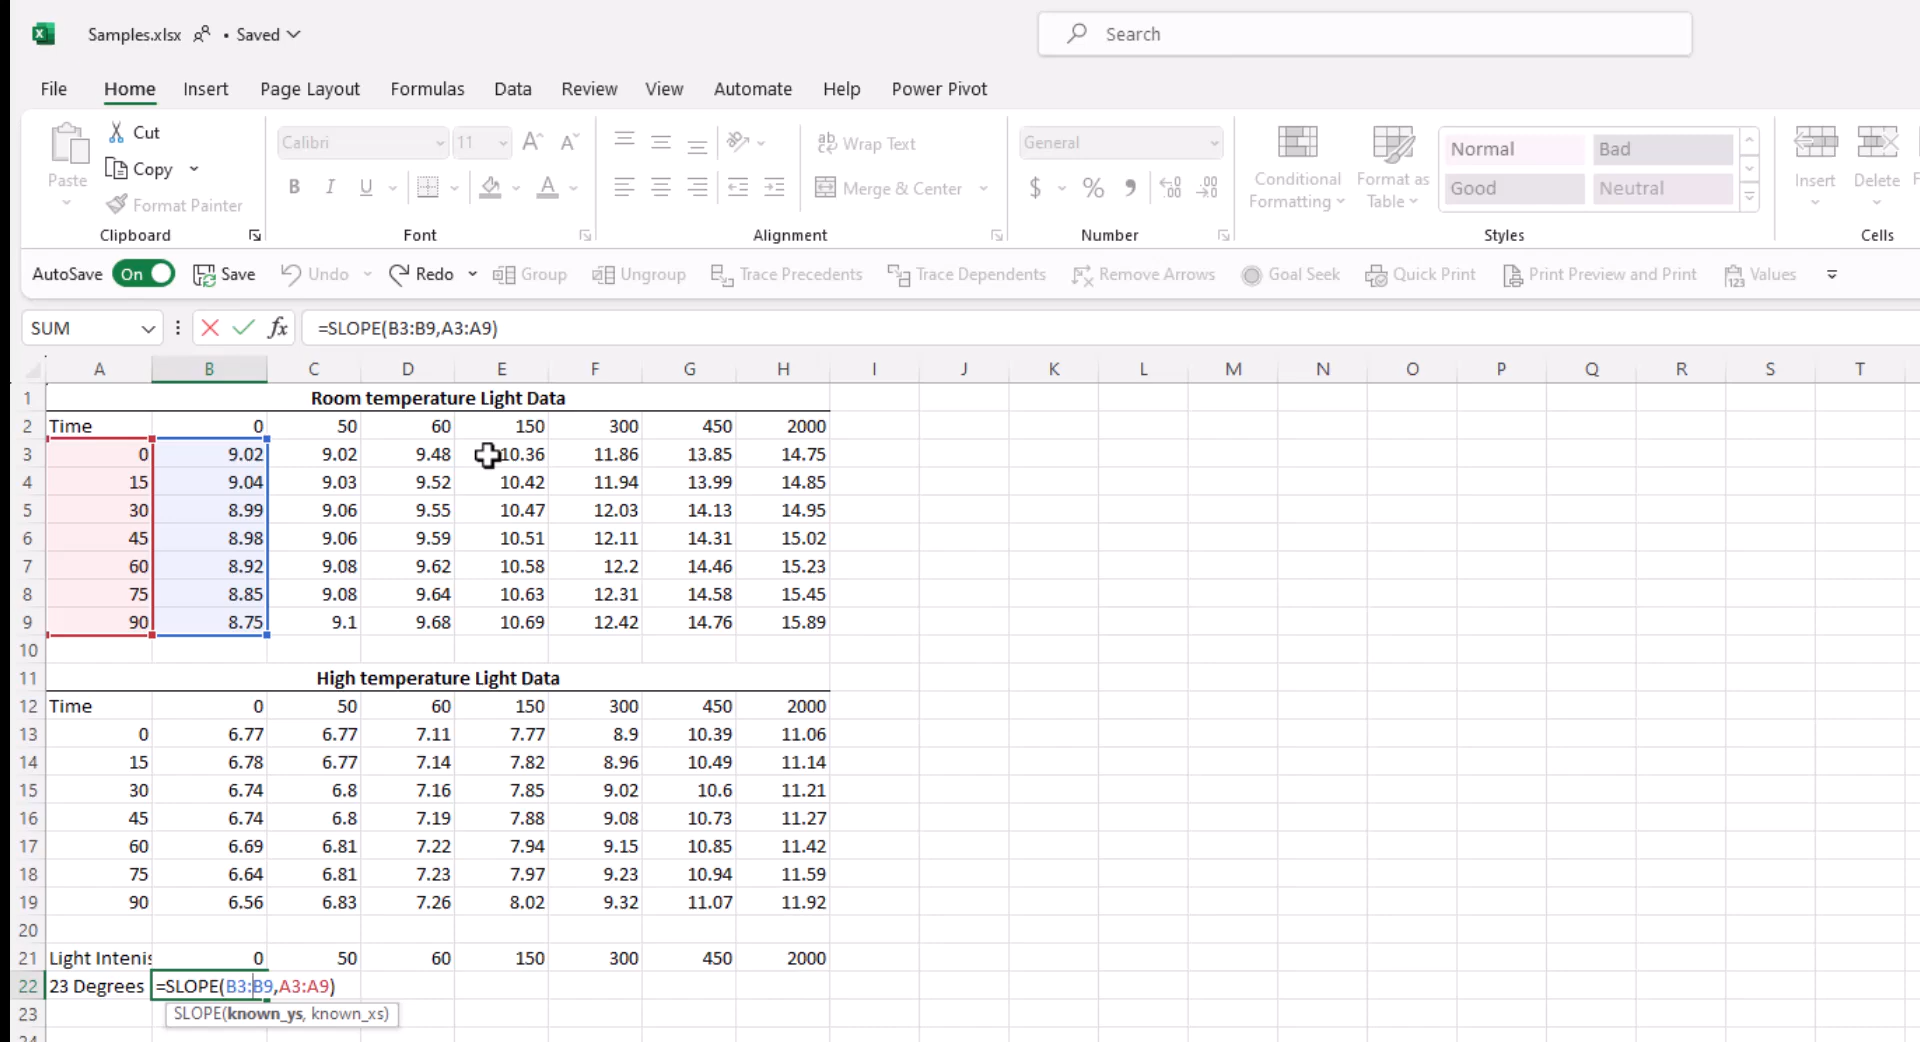 Samples.xlsx • Saved
Search
File Home Insert Page Layout Formulas Data Review View Automate Help Power Pivot
Paste
Cut
Copy
Format Painter
Clipboard
Calibri 11
B I U
Font
Wrap Text
Merge & Center
Alignment
General
$ % 9
Number
Conditional Formatting
Format as Table
Normal Bad
Good Neutral
Styles
Insert Delete
Cells
AutoSave On Save Undo Redo Group Ungroup Trace Precedents Trace Dependents Remove Arrows Goal Seek Quick Print Print Preview and Print Values
SUM fx =SLOPE(B3:B9,A3:A9)
A B C D E F G H I J K L M N O P Q R S T
1 Room temperature Light Data
2 Time 0 50 60 150 300 450 2000
3 0 9.02 9.02 9.48 10.36 11.86 13.85 14.75
4 15 9.04 9.03 9.52 10.42 11.94 13.99 14.85
5 30 8.99 9.06 9.55 10.47 12.03 14.13 14.95
6 45 8.98 9.06 9.59 10.51 12.11 14.31 15.02
7 60 8.92 9.08 9.62 10.58 12.2 14.46 15.23
8 75 8.85 9.08 9.64 10.63 12.31 14.58 15.45
9 90 8.75 9.1 9.68 10.69 12.42 14.76 15.89
10
11 High temperature Light Data
12 Time 0 50 60 150 300 450 2000
13 0 6.77 6.77 7.11 7.77 8.9 10.39 11.06
14 15 6.78 6.77 7.14 7.82 8.96 10.49 11.14
15 30 6.74 6.8 7.16 7.85 9.02 10.6 11.21
16 45 6.74 6.8 7.19 7.88 9.08 10.73 11.27
17 60 6.69 6.81 7.22 7.94 9.15 10.85 11.42
18 75 6.64 6.81 7.23 7.97 9.23 10.94 11.59
19 90 6.56 6.83 7.26 8.02 9.32 11.07 11.92
20
21 Light Intenis 0 50 60 150 300 450 2000
22 23 Degrees =SLOPE(B3:B9,A3:A9)
23 SLOPE(known_ys, known_xs)